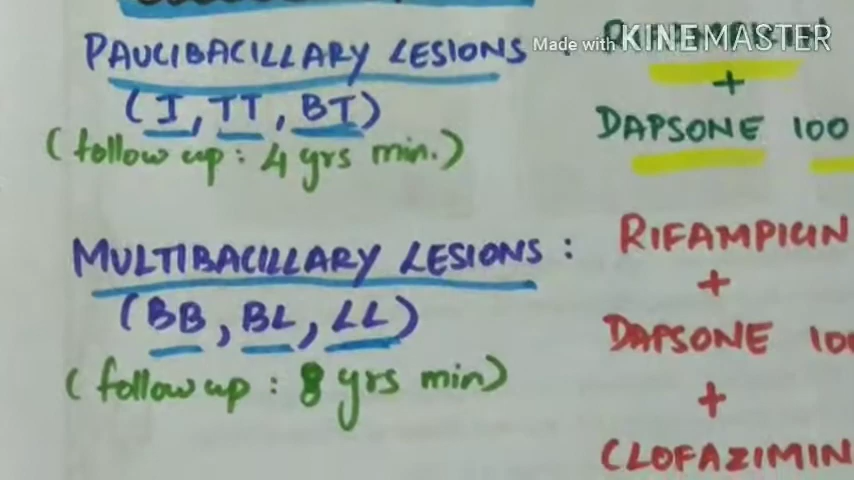 PAUCIBACILLARY LESIONS :
(I, TT, BT)
(follow up : 4 yrs min.)
+
DAPSONE 100
MULTIBACILLARY LESIONS :
(BB, BL, LL)
(follow up : 8 yrs min)
RIFAMPICIN
+
DAPSONE 100
+
CLOFAZIMIN
Made with KINEMASTER